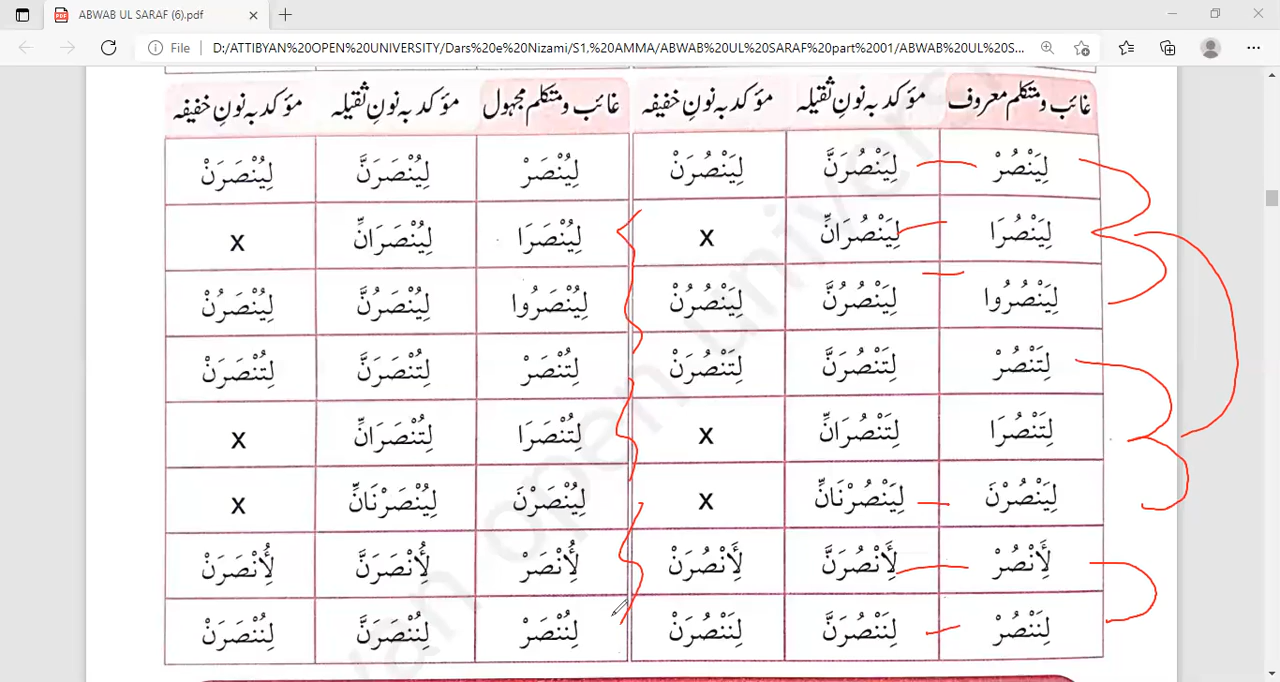 ABWAB UL SARAF (6).pdf
File D:/ATTIBYAN%20OPEN%20UNIVERSITY/Dars%20e%20Nizami/S1.%20AMMA/ABWAB%20UL%20SARAF%20part%2001/ABWAB%20UL%20S...
غائب و متکلم معروف مؤکد بہ نونِ ثقیلہ مؤکد بہ نونِ خفیفہ غائب و متکلم مجہول مؤکد بہ نونِ ثقیلہ مؤکد بہ نونِ خفیفہ
لِيَنْصُرْ لِيَنْصُرَنَّ لِيَنْصُرَنْ لِيُنْصَرْ لِيُنْصَرَنَّ لِيُنْصَرَنْ
لِيَنْصُرَا لِيَنْصُرَانِّ x لِيُنْصَرَا لِيُنْصَرَانِّ x
لِيَنْصُرُوا لِيَنْصُرُنَّ لِيَنْصُرُنْ لِيُنْصَرُوا لِيُنْصَرُنَّ لِيُنْصَرُنْ
لِتَنْصُرْ لِتَنْصُرَنَّ لِتَنْصُرَنْ لِتُنْصَرْ لِتُنْصَرَنَّ لِتُنْصَرَنْ
لِتَنْصُرَا لِتَنْصُرَانِّ x لِتُنْصَرَا لِتُنْصَرَانِّ x
لِيَنْصُرْنَ لِيَنْصُرْنَانِّ x لِيُنْصَرْنَ لِيُنْصَرْنَانِّ x
لِأَنْصُرْ لِأَنْصُرَنَّ لِأَنْصُرَنْ لِأُنْصَرْ لِأُنْصَرَنَّ لِأُنْصَرَنْ
لِنَنْصُرْ لِنَنْصُرَنَّ لِنَنْصُرَنْ لِنُنْصَرْ لِنُنْصَرَنَّ لِنُنْصَرَنْ